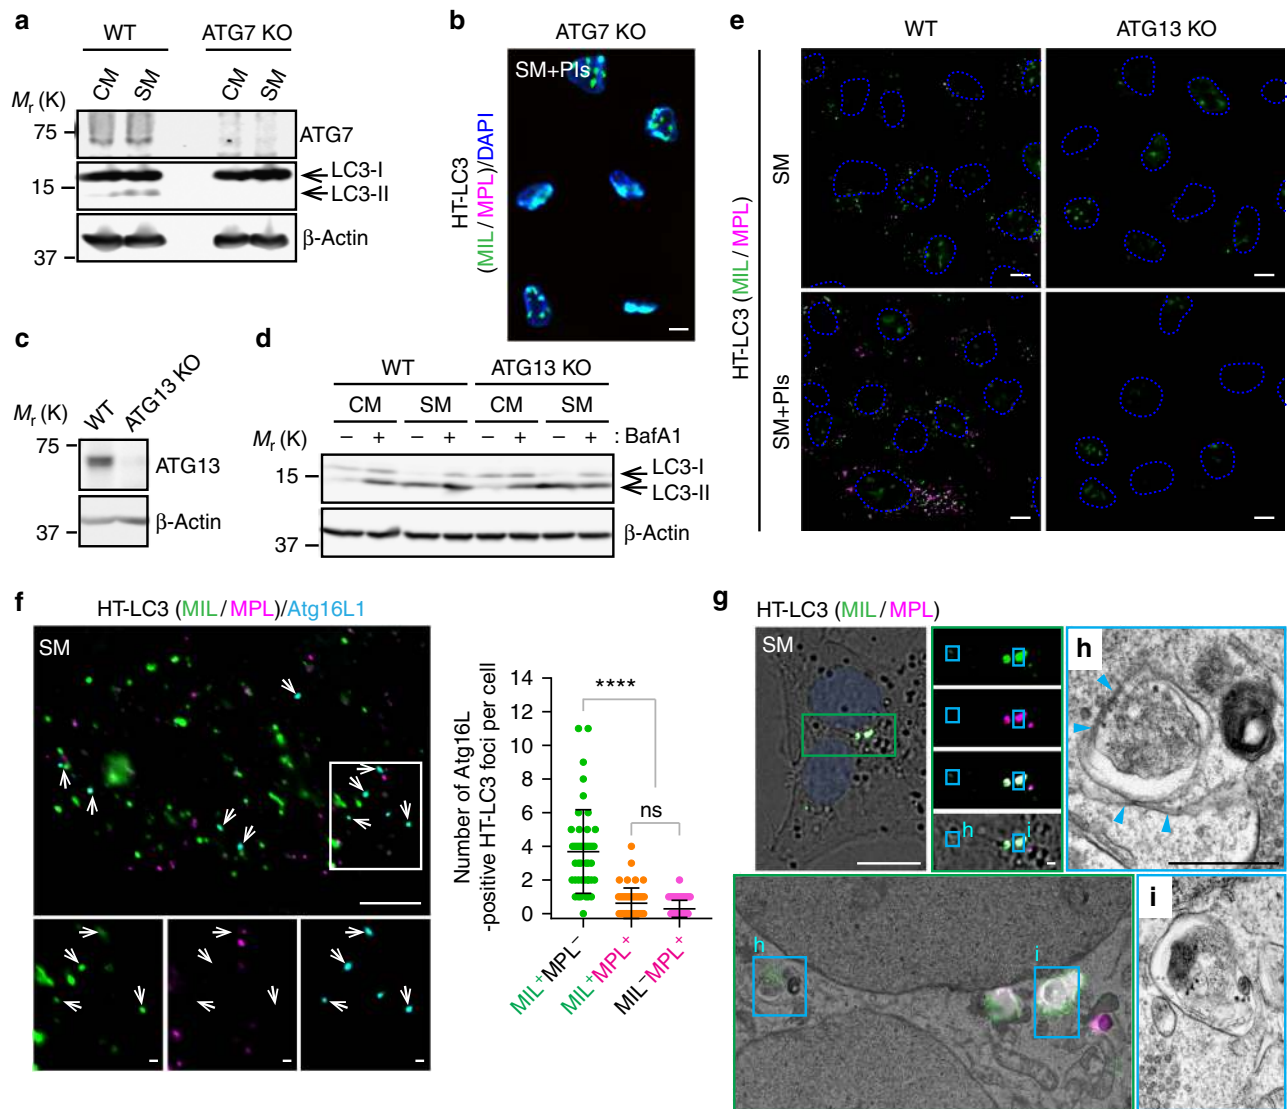 a
WT
ATG7 KO
CM
SM
CM
SM
Mr (K)
75
ATG7
LC3-I
15
LC3-II
β-Actin
37
b
ATG7 KO
SM+PIs
HT-LC3
(MIL/MPL)/DAPI
c
WT
ATG13 KO
Mr (K)
75
ATG13
β-Actin
37
d
WT
ATG13 KO
CM
SM
CM
SM
Mr (K)
– + – + – + – + : BafA1
15
LC3-I
LC3-II
β-Actin
37
e
WT
ATG13 KO
SM
SM+PIs
HT-LC3 (MIL/MPL)
f
HT-LC3 (MIL/MPL)/Atg16L1
SM
Number of Atg16L
-positive HT-LC3 foci per cell
14
12
10
8
6
4
2
0
****
ns
MIL+MPL–
MIL+MPL+
MIL–MPL+
g
HT-LC3 (MIL/MPL)
SM
h
i
h
i
h
i